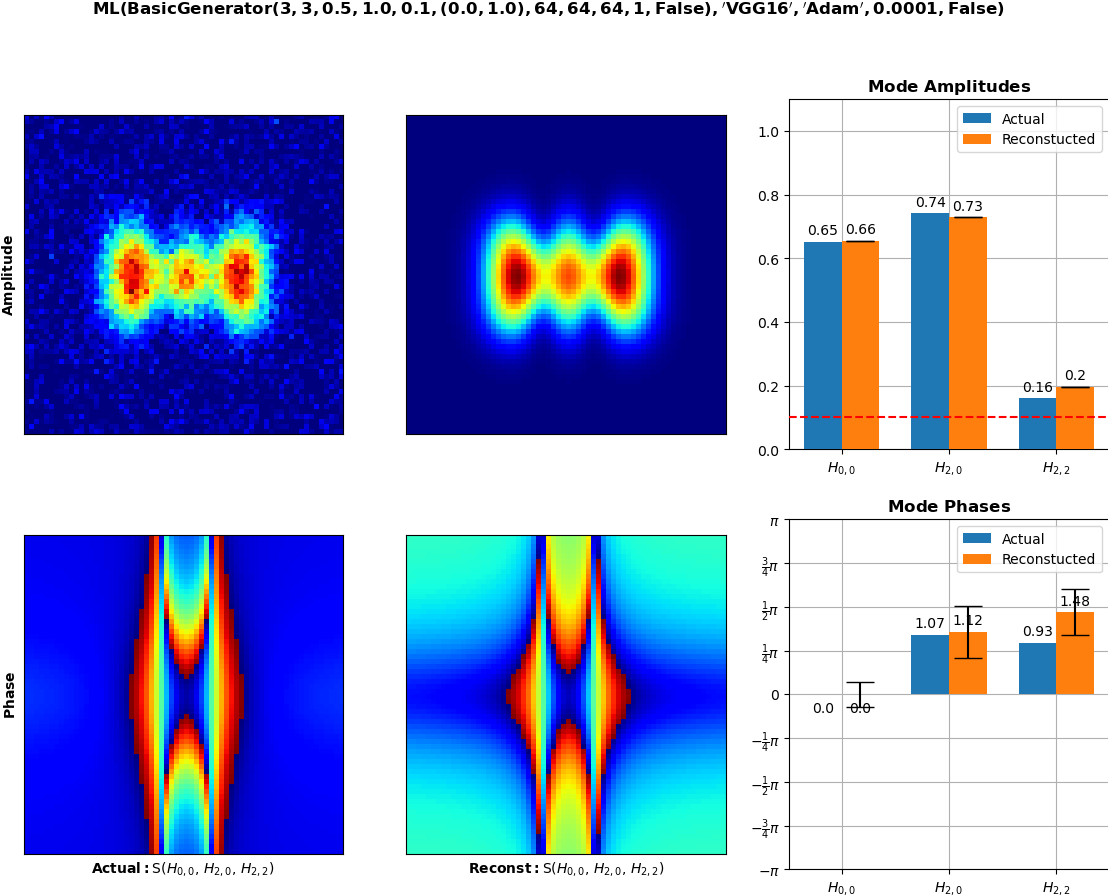 ML(BasicGenerator(3, 3, 0.5, 1.0, 0.1, (0.0, 1.0), 64, 64, 64, 1, False), ′VGG16′, ′Adam′, 0.0001, False)
Amplitude
Mode Amplitudes
Actual
Reconstucted
1.0
0.8
0.6
0.4
0.2
0.0
0.65 0.66
0.74 0.73
0.16 0.2
H0,0 H2,0 H2,2
Phase
Actual: S(H0,0, H2,0, H2,2)
Reconst: S(H0,0, H2,0, H2,2)
Mode Phases
Actual
Reconstucted
π
3/4π
1/2π
1/4π
0
−1/4π
−1/2π
−3/4π
−π
0.0 0.0
1.07 1.12
0.93 1.48
H0,0 H2,0 H2,2